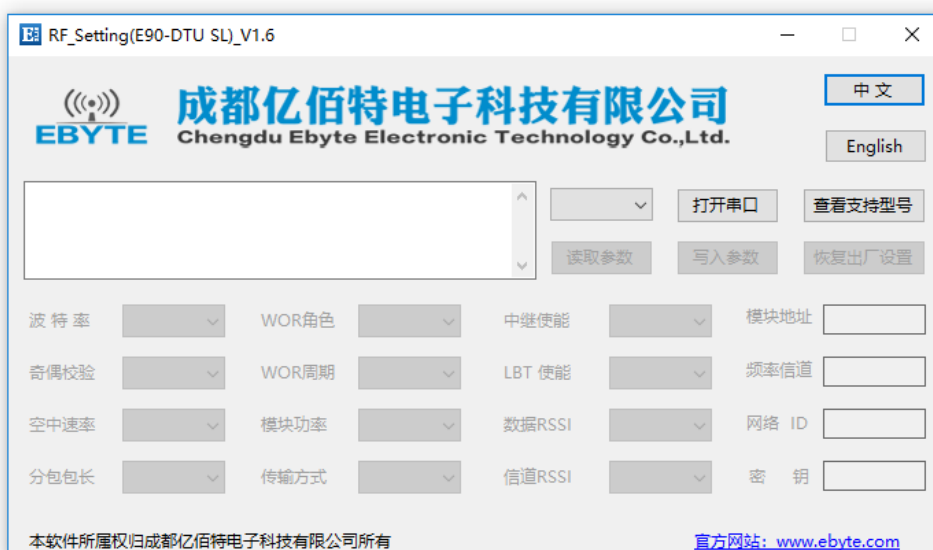 RF_Setting(E90-DTU SL)_V1.6
EBYTE
成都亿佰特电子科技有限公司
Chengdu Ebyte Electronic Technology Co.,Ltd.
中文
English
打开串口 查看支持型号
读取参数 写入参数 恢复出厂设置
波特率 WOR角色 中继使能 模块地址
奇偶校验 WOR周期 LBT 使能 频率信道
空中速率 模块功率 数据RSSI 网络 ID
分包包长 传输方式 信道RSSI 密 钥
本软件所属权归成都亿佰特电子科技有限公司所有 官方网站：www.ebyte.com